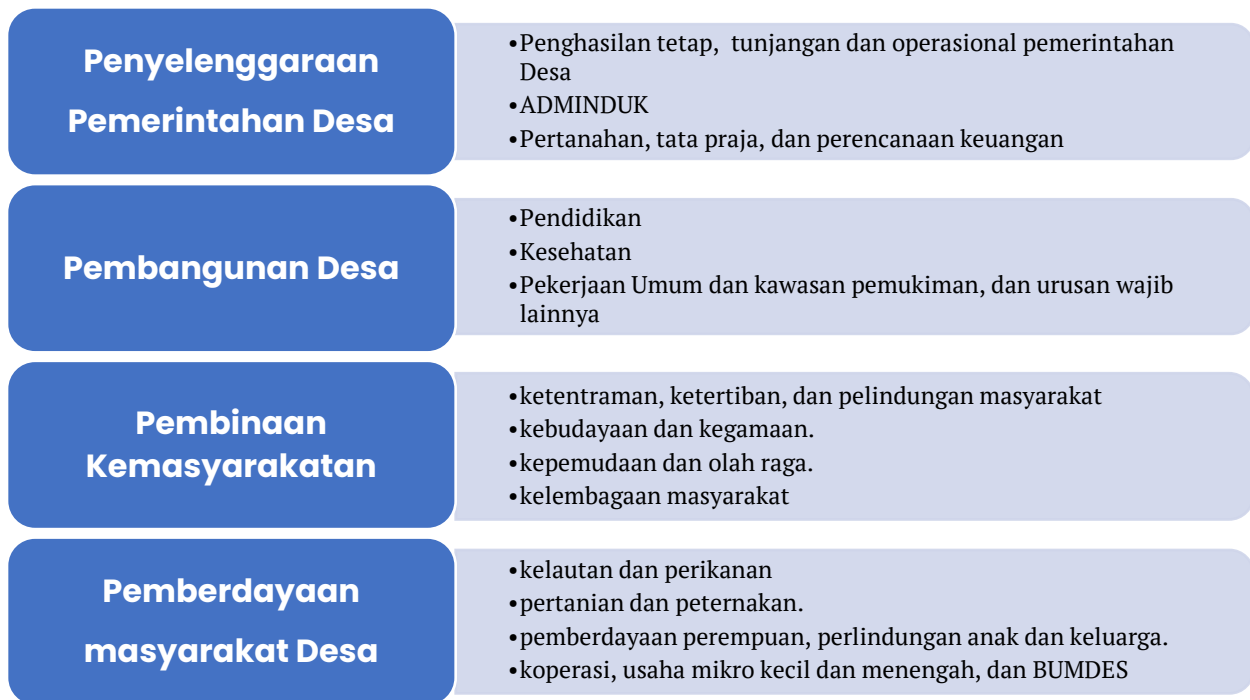 Penyelenggaraan
Pemerintahan Desa
•Penghasilan tetap, tunjangan dan operasional pemerintahan
Desa
•ADMINDUK
•Pertanahan, tata praja, dan perencanaan keuangan
Pembangunan Desa
•Pendidikan
•Kesehatan
•Pekerjaan Umum dan kawasan pemukiman, dan urusan wajib
lainnya
Pembinaan
Kemasyarakatan
•ketentraman, ketertiban, dan pelindungan masyarakat
•kebudayaan dan kegamaan.
•kepemudaan dan olah raga.
•kelembagaan masyarakat
Pemberdayaan
masyarakat Desa
•kelautan dan perikanan
•pertanian dan peternakan.
•pemberdayaan perempuan, perlindungan anak dan keluarga.
•koperasi, usaha mikro kecil dan menengah, dan BUMDES